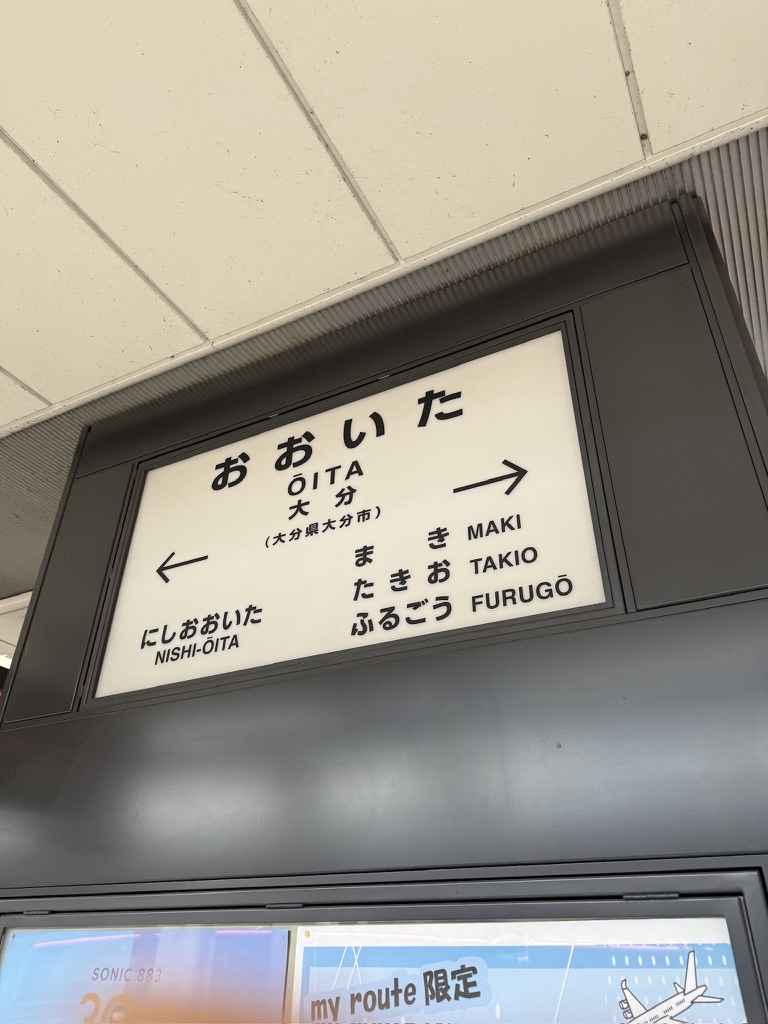 おおいた
ŌITA
大分
(大分県大分市)
←
→
にしおおいた
NISHI-ŌITA
まき MAKI
たきお TAKIO
ふるごう FURUGŌ
SONIC 883
my route 限定